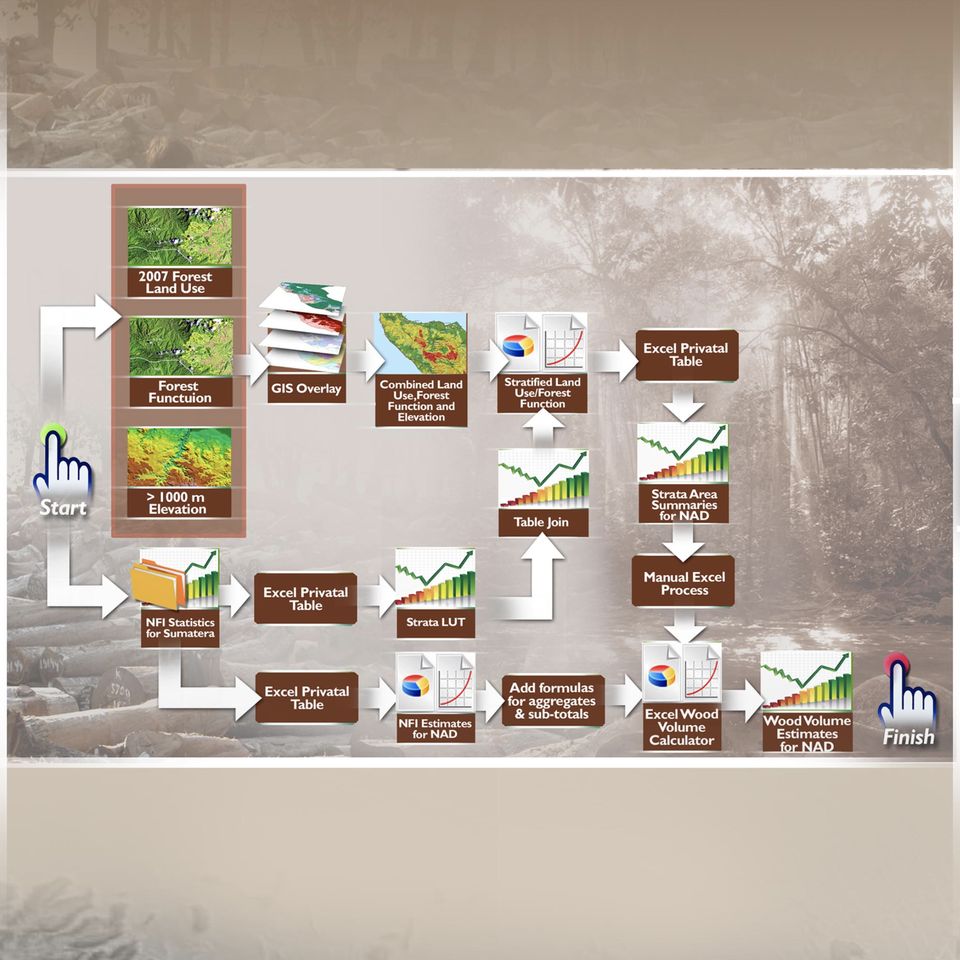 2007 Forest
Land Use
Forest
Functuion
> 1000 m
Elevation
Start
GIS Overlay
Combined Land
Use,Forest
Function and
Elevation
Stratified Land
Use/Forest
Function
Excel Privatal
Table
Table Join
Strata Area
Summaries
for NAD
Manual Excel
Process
NFI Statistics
for Sumatera
Excel Privatal
Table
Strata LUT
Excel Privatal
Table
NFI Estimates
for NAD
Add formulas
for aggregates
& sub-totals
Excel Wood
Volume
Calculator
Wood Volume
Estimates
for NAD
Finish